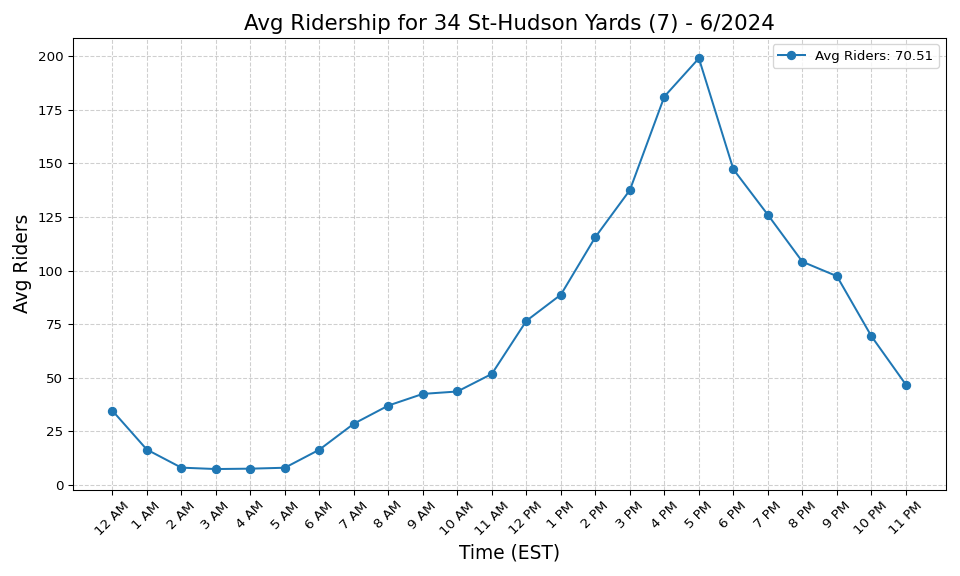 Avg Ridership for 34 St-Hudson Yards (7) - 6/2024
Avg Riders: 70.51
Avg Riders
200
175
150
125
100
75
50
25
0
12 AM
1 AM
2 AM
3 AM
4 AM
5 AM
6 AM
7 AM
8 AM
9 AM
10 AM
11 AM
12 PM
1 PM
2 PM
3 PM
4 PM
5 PM
6 PM
7 PM
8 PM
9 PM
10 PM
11 PM
Time (EST)